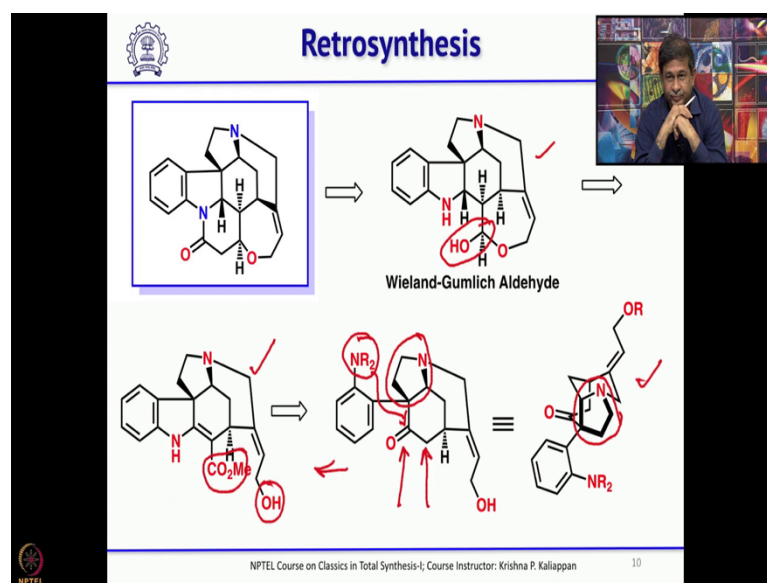 Retrosynthesis
N
N
H
H
N
H
H
H
N
H
O
O
H
HO
O
H
Wieland-Gumlich Aldehyde
OR
N
NR2
N
N
O
H
O
N
H
CO2Me
H
NR2
OH
OH
NPTEL Course on Classics in Total Synthesis-I; Course Instructor: Krishna P. Kaliappan
10
NPTEL